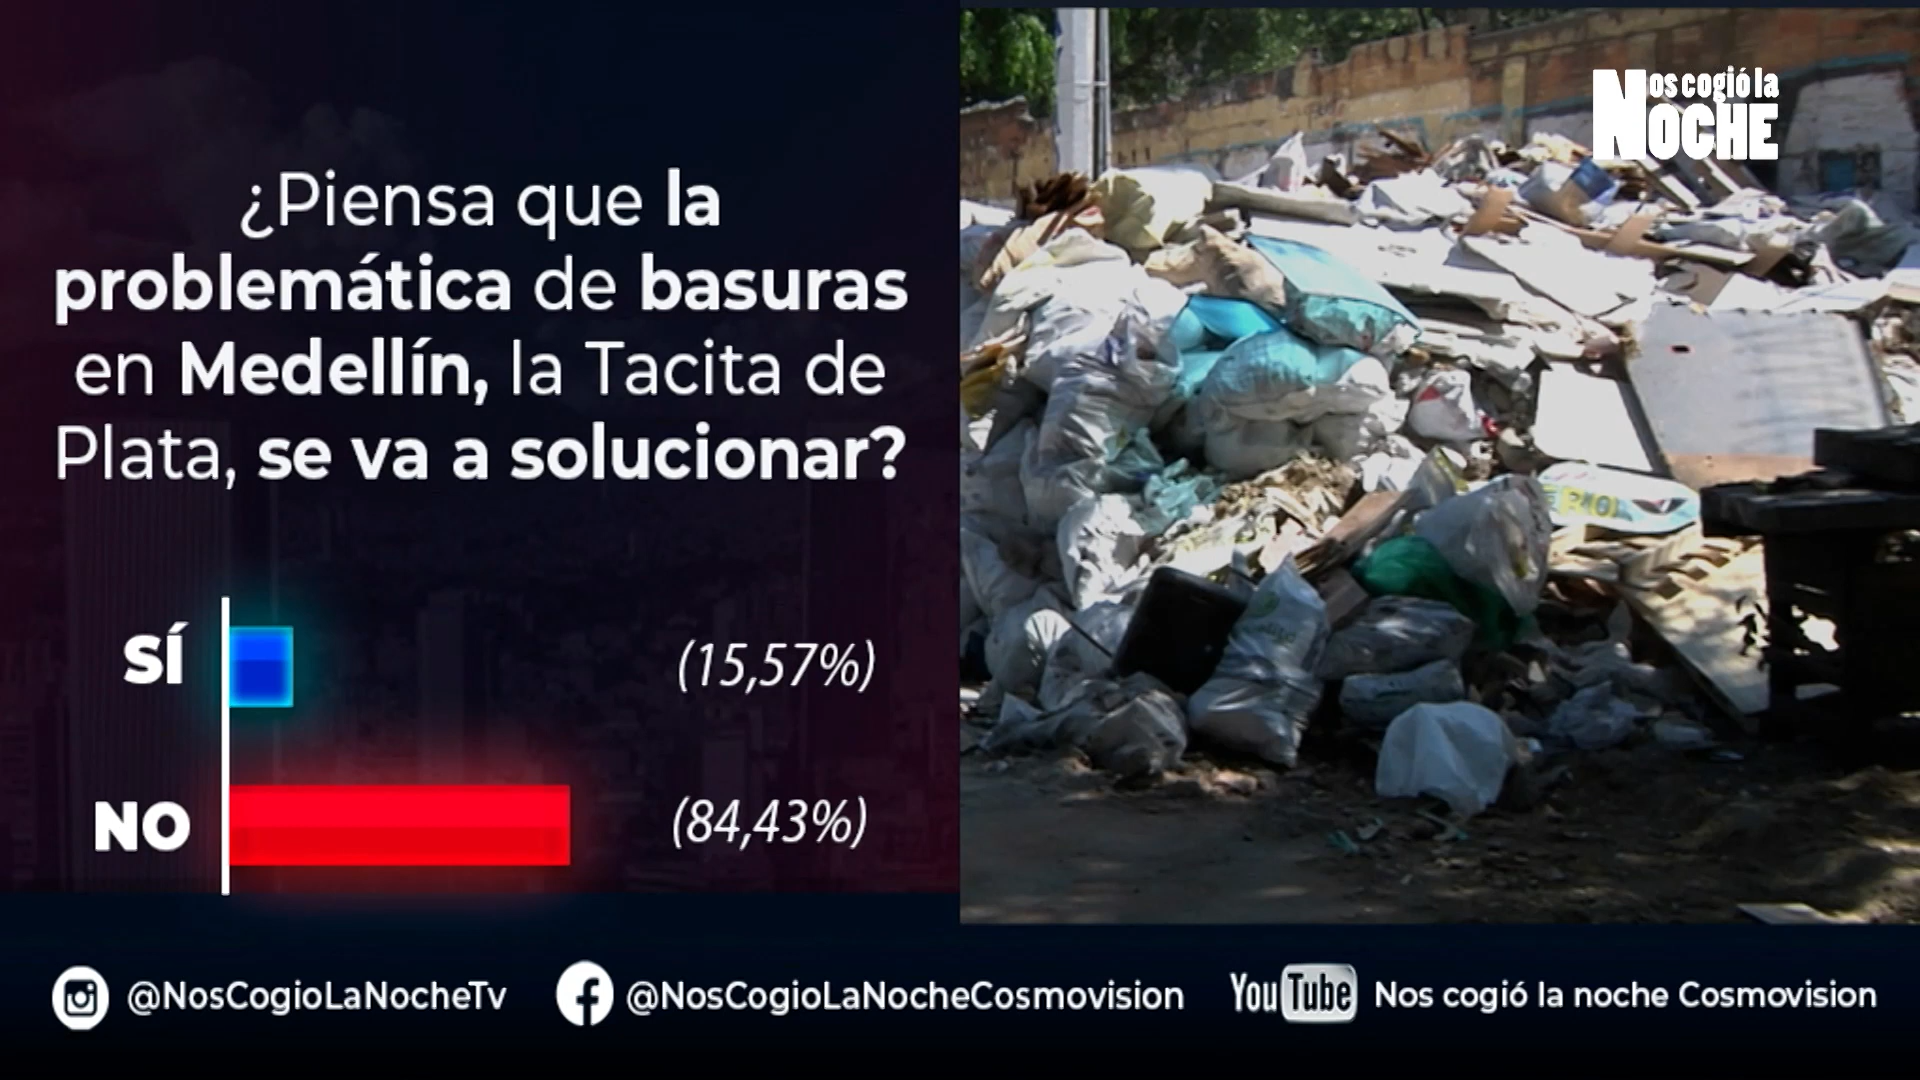 ¿Piensa que la
problemática de basuras
en Medellín, la Tacita de
Plata, se va a solucionar?
SÍ (15,57%)
NO (84,43%)
Nos cogió la
NOCHE
RIO
@NosCogioLaNocheTv
@NosCogioLaNocheCosmovision
YouTube Nos cogió la noche Cosmovision